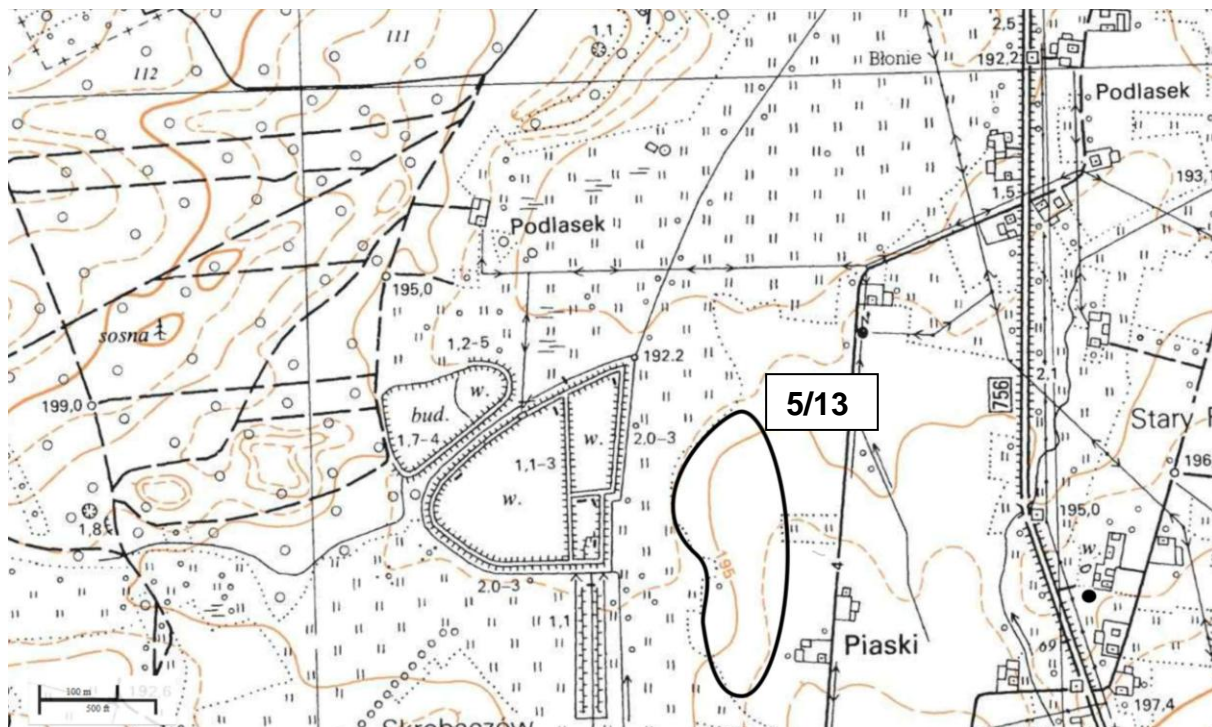 111
1,1
2,5
112
192,2
Błonie
Podlasek
1,5
193,1
Podlasek
195,0
sosna
1,2-5
192.2
w.
199,0
bud.
1,7-4
5/13
756
2,1
Stary
2.0-3
1,1-3
w.
w.
196
1,8
195,0
195
w.
4
2.0-3
1,1
Piaski
69
100 m
500 ft
192,6
197,4
Skrobaczów